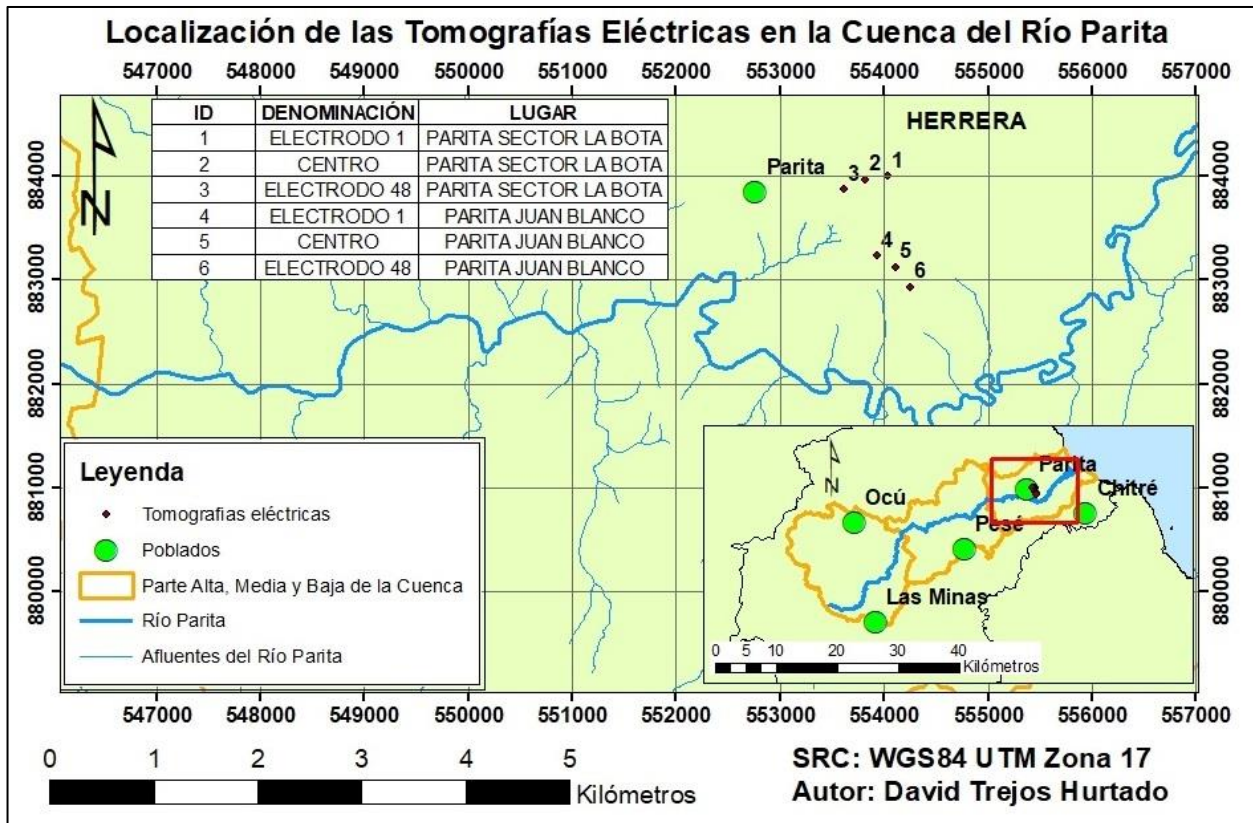 Localización de las Tomografías Eléctricas en la Cuenca del Río Parita
547000 548000 549000 550000 551000 552000 553000 554000 555000 556000 557000
ID DENOMINACIÓN LUGAR
1 ELECTRODO 1 PARITA SECTOR LA BOTA
2 CENTRO PARITA SECTOR LA BOTA
3 ELECTRODO 48 PARITA SECTOR LA BOTA
4 ELECTRODO 1 PARITA JUAN BLANCO
5 CENTRO PARITA JUAN BLANCO
6 ELECTRODO 48 PARITA JUAN BLANCO
N
HERRERA
Parita
3 2 1
4
5
6
884000 884000
883000 883000
882000 882000
881000 881000
880000 880000
Leyenda
Tomografias eléctricas
Poblados
Parte Alta, Media y Baja de la Cuenca
Río Parita
Afluentes del Río Parita
N
Parita
Ocú
Chitré
Pesé
Las Minas
0 5 10 20 30 40
Kilómetros
547000 548000 549000 550000 551000 552000 553000 554000 555000 556000 557000
0 1 2 3 4 5
Kilómetros
SRC: WGS84 UTM Zona 17
Autor: David Trejos Hurtado